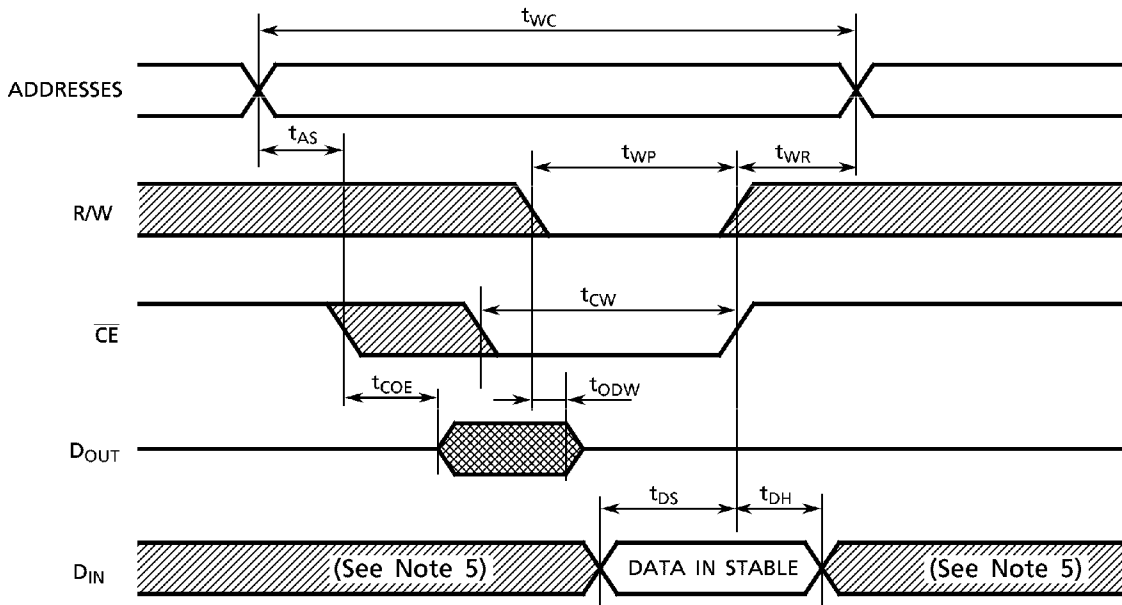 tWC
ADDRESSES
tAS
tWP
tWR
R/W
tCW
C̅E̅
tCOE
tODW
DOUT
tDS
tDH
DIN
(See Note 5)
DATA IN STABLE
(See Note 5)